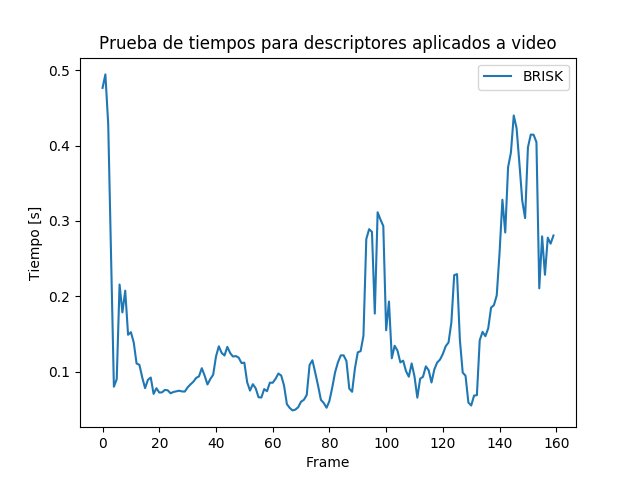 Prueba de tiempos para descriptores aplicados a video
BRISK
0.5
0.4
0.3
0.2
0.1
Tiempo [s]
0 20 40 60 80 100 120 140 160
Frame